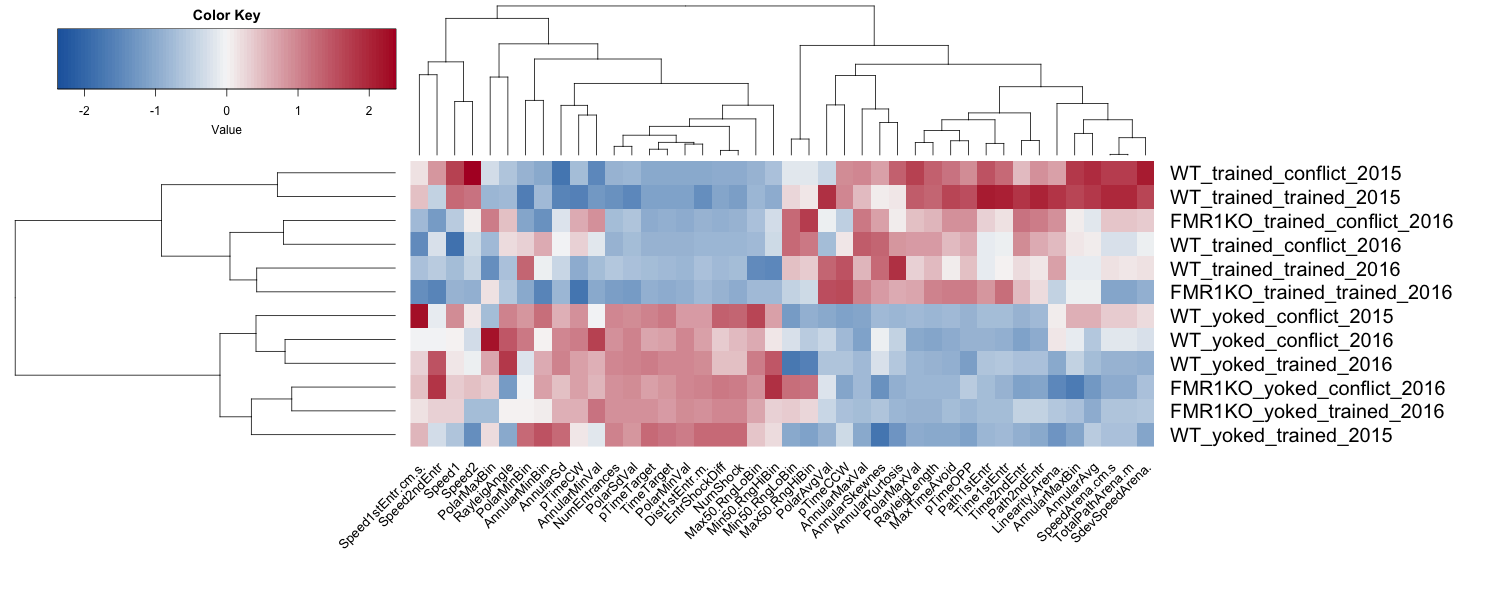 Color Key
-2 -1 0 1 2
Value
WT_trained_conflict_2015
WT_trained_trained_2015
FMR1KO_trained_conflict_2016
WT_trained_conflict_2016
WT_trained_trained_2016
FMR1KO_trained_trained_2016
WT_yoked_conflict_2015
WT_yoked_conflict_2016
WT_yoked_trained_2016
FMR1KO_yoked_conflict_2016
FMR1KO_yoked_trained_2016
WT_yoked_trained_2015
Speed1stEntr.cm.s.
Speed2ndEntr
Speed1
Speed2
PolarMaxBin
RayleigAngle
PolarMinBin
AnnularMinBin
AnnularSd
pTimeCW
AnnularMinVal
NumEntrances
PolarSdVal
pTimeTarget
TimeTarget
PolarMinVal
Dist1stEntr.m.
EntrShockDiff
NumShock
Max50.RngLoBin
Min50.RngHiBin
Min50.RngLoBin
Max50.RngHiBin
PolarAvgVal
pTimeCCW
AnnularMaxVal
AnnularSkewnes
AnnularKurtosis
PolarMaxVal
RayleigLength
MaxTimeAvoid
pTimeOPP
Path1stEntr
Time1stEntr
Time2ndEntr
Path2ndEntr
Linearity.Arena.
AnnularMaxBin
AnnularAvg
SpeedArena.cm.s
TotalPathArena.m
SdevSpeedArena.